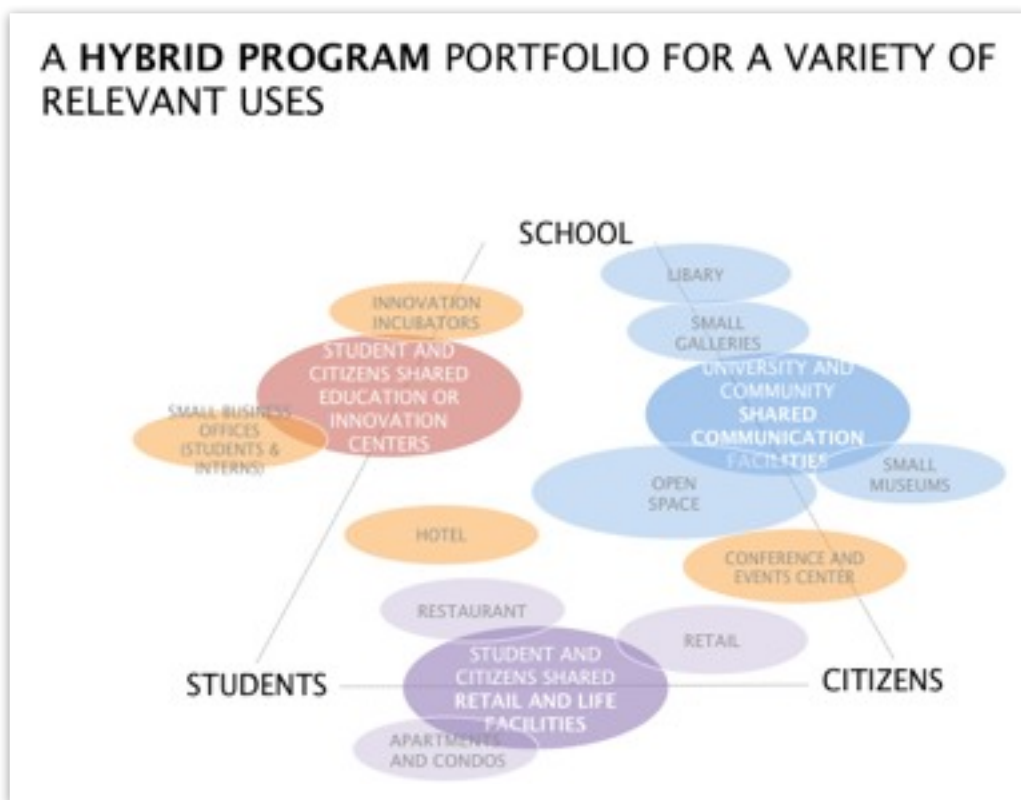 A HYBRID PROGRAM PORTFOLIO FOR A VARIETY OF
RELEVANT USES
SCHOOL
LIBARY
INNOVATION
INCUBATORS
SMALL
GALLERIES
STUDENT AND
CITIZENS SHARED
EDUCATION OR
INNOVATION
CENTERS
UNIVERSITY AND
COMMUNITY
SHARED
COMMUNICATION
FACILITIES
SMALL BUSINESS
OFFICES
(STUDENTS &
INTERNS)
SMALL
MUSEUMS
OPEN
SPACE
HOTEL
CONFERENCE AND
EVENTS CENTER
RESTAURANT
RETAIL
STUDENT AND
CITIZENS SHARED
RETAIL AND LIFE
FACILITIES
STUDENTS
CITIZENS
APARTMENTS
AND CONDOS